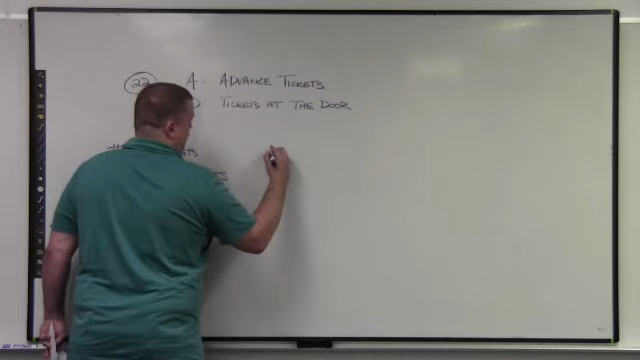 22 A: ADVANCE TICKETS
: TICKETS AT THE DOOR
#